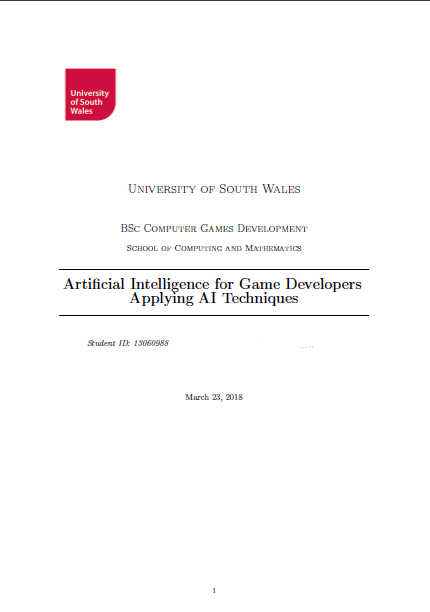 University
of South
Wales
University of South Wales
BSc Computer Games Development
School of Computing and Mathematics
Artificial Intelligence for Game Developers
Applying AI Techniques
Student ID: 13060988
March 23, 2018
1